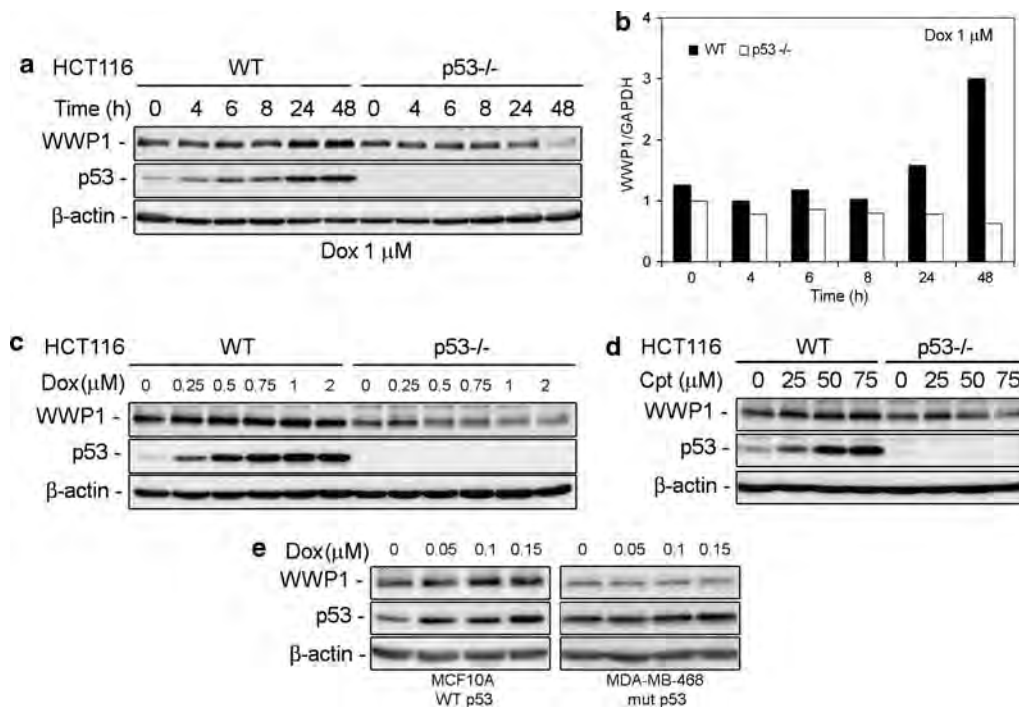 a HCT116 WT p53-/-
Time (h) 0 4 6 8 24 48 0 4 6 8 24 48
WWP1 -
p53 -
β-actin -
Dox 1 μM
b
4
3
2
1
0
WWP1/GAPDH
WT p53 -/-
Dox 1 μM
0 4 6 8 24 48
Time (h)
c HCT116 WT p53-/-
Dox(μM) 0 0.25 0.5 0.75 1 2 0 0.25 0.5 0.75 1 2
WWP1 -
p53 -
β-actin -
d HCT116 WT p53-/-
Cpt (μM) 0 25 50 75 0 25 50 75
WWP1 -
p53 -
β-actin -
e Dox(μM) 0 0.05 0.1 0.15 0 0.05 0.1 0.15
WWP1 -
p53 -
β-actin -
MCF10A MDA-MB-468
WT p53 mut p53